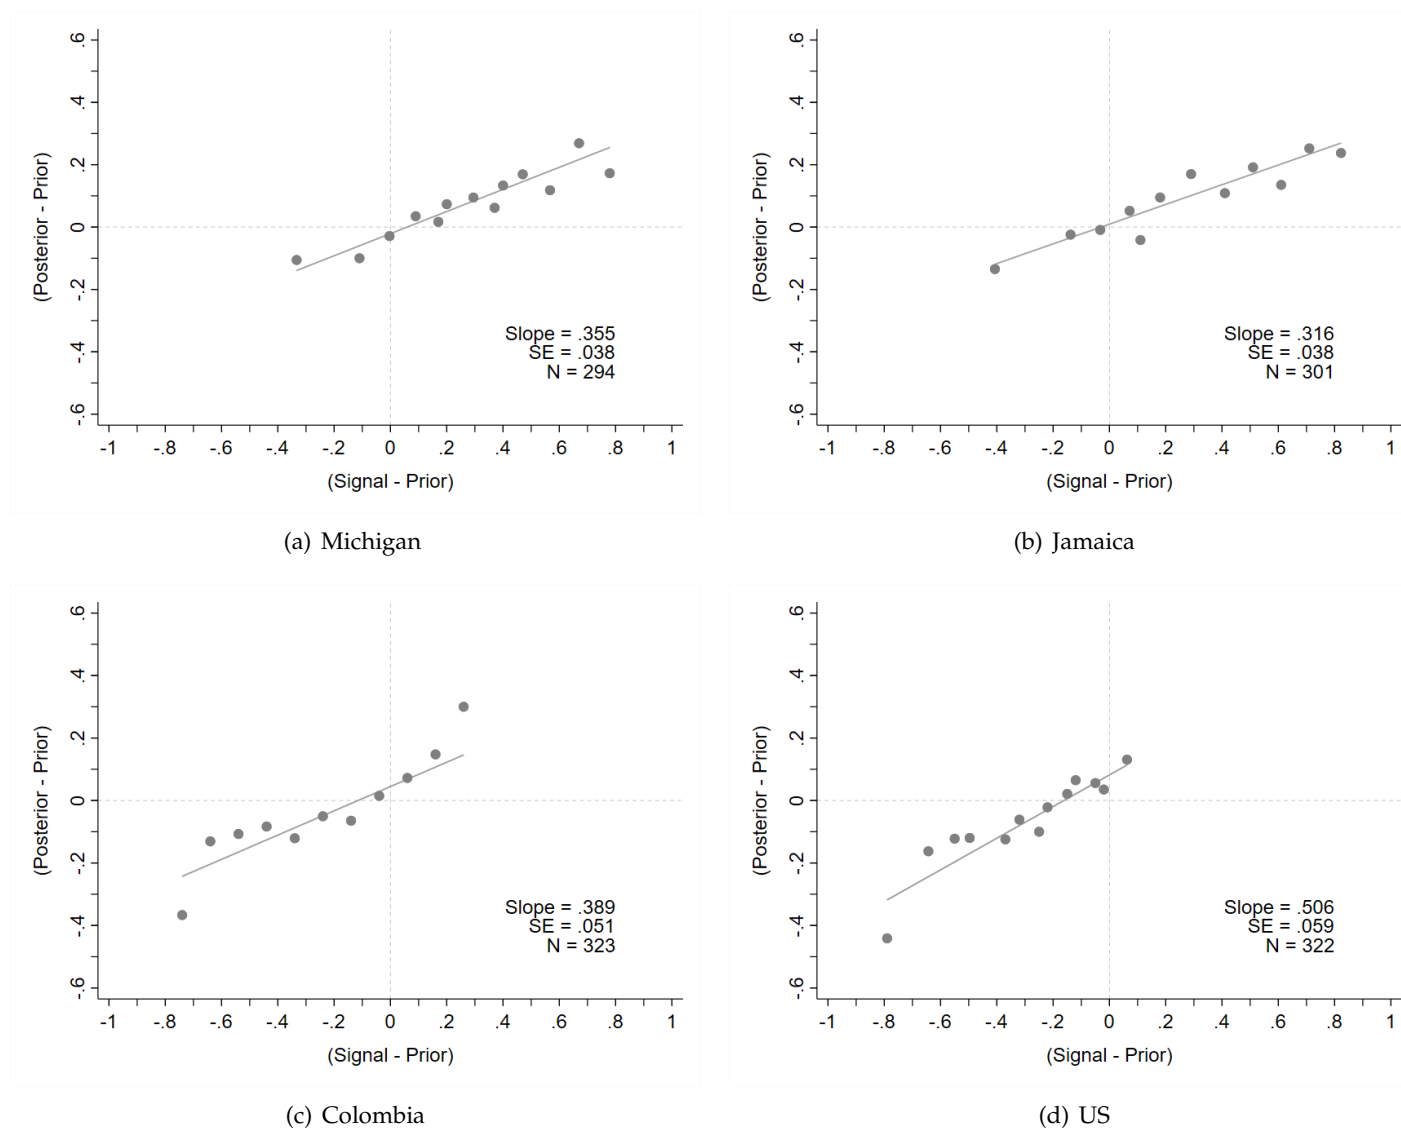 .6
.4
.2
0
-.2
-.4
-.6
(Posterior - Prior)
Slope = .355
SE = .038
N = 294
-1 -.8 -.6 -.4 -.2 0 .2 .4 .6 .8 1
(Signal - Prior)
(a) Michigan
.6
.4
.2
0
-.2
-.4
-.6
(Posterior - Prior)
Slope = .316
SE = .038
N = 301
-1 -.8 -.6 -.4 -.2 0 .2 .4 .6 .8 1
(Signal - Prior)
(b) Jamaica
.6
.4
.2
0
-.2
-.4
-.6
(Posterior - Prior)
Slope = .389
SE = .051
N = 323
-1 -.8 -.6 -.4 -.2 0 .2 .4 .6 .8 1
(Signal - Prior)
(c) Colombia
.6
.4
.2
0
-.2
-.4
-.6
(Posterior - Prior)
Slope = .506
SE = .059
N = 322
-1 -.8 -.6 -.4 -.2 0 .2 .4 .6 .8 1
(Signal - Prior)
(d) US